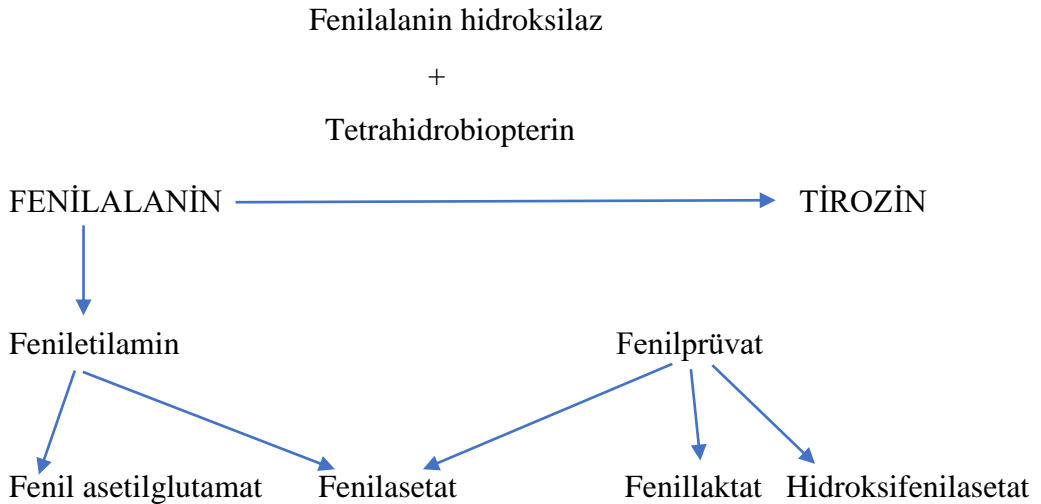 Fenilalanin hidroksilaz
+
Tetrahidrobiopterin
FENİLALANİN TİROZİN
Feniletilamin Fenilprüvat
Fenil asetilglutamat Fenilasetat Fenillaktat Hidroksifenilasetat